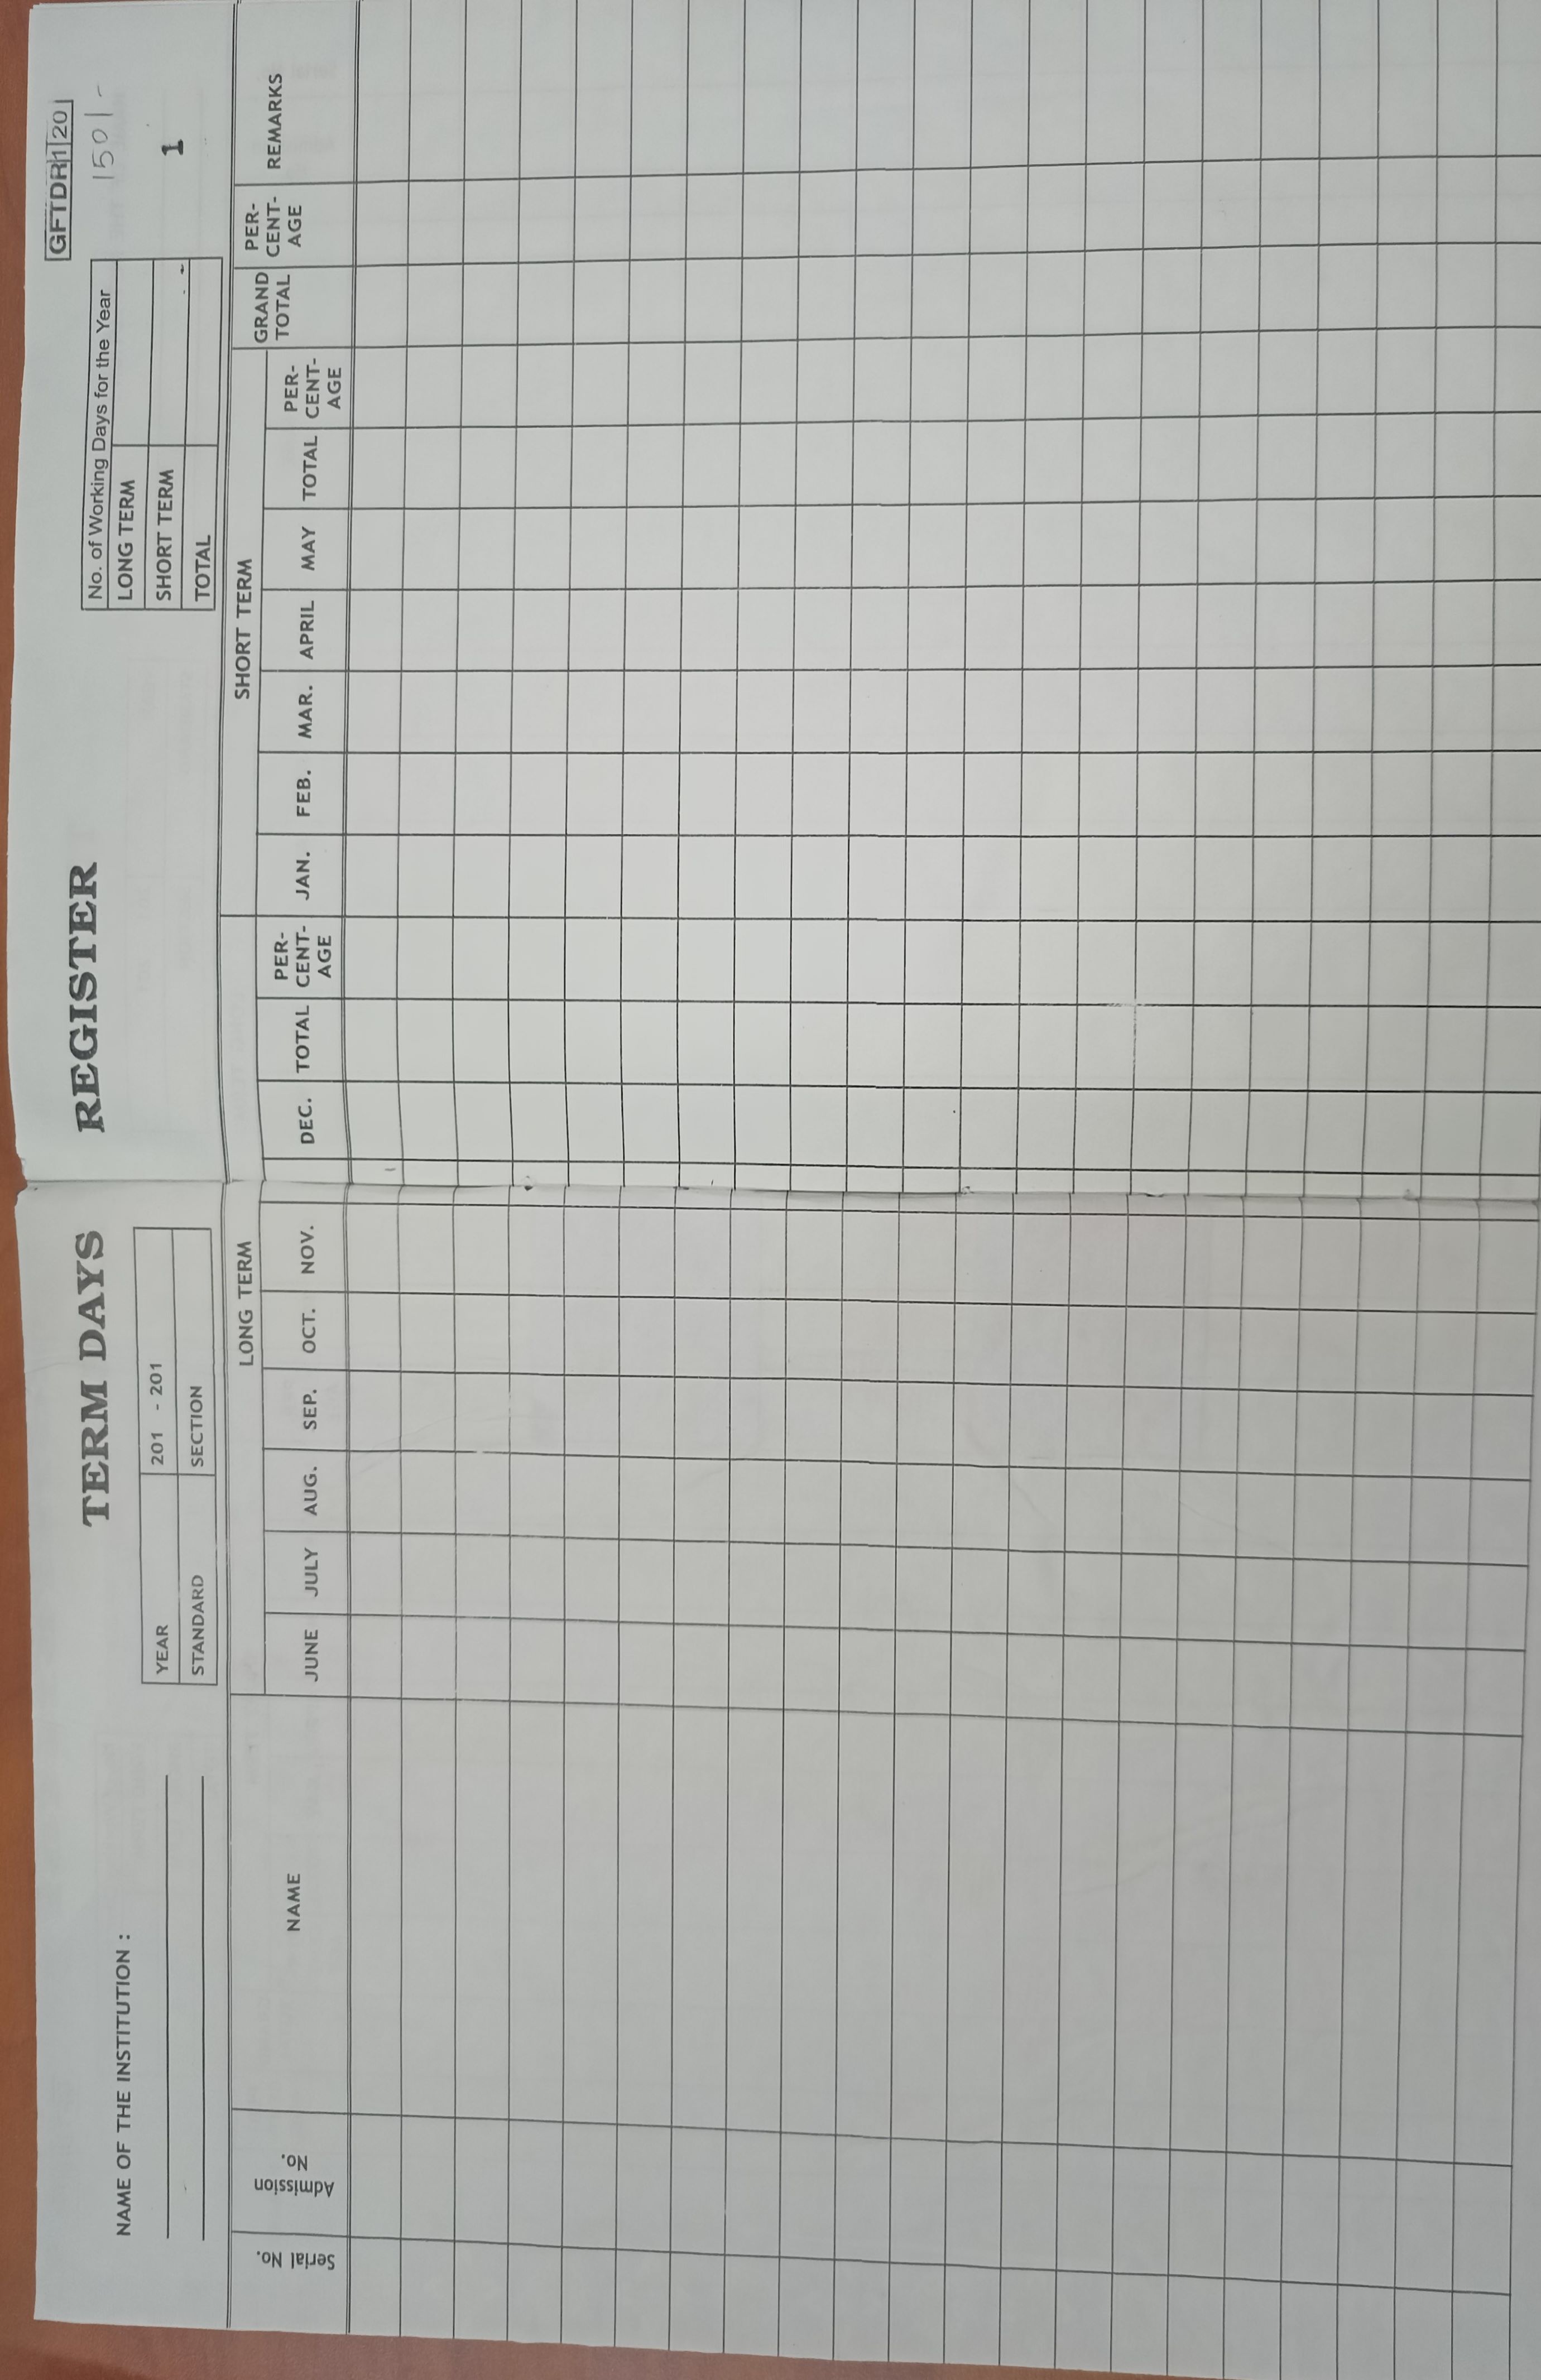 GFTDR 1 20
TERM DAYS REGISTER
150/-
NAME OF THE INSTITUTION :
YEAR 201 - 201
STANDARD SECTION
No. of Working Days for the Year
LONG TERM
SHORT TERM
TOTAL
1
Serial No.
Admission No.
NAME
LONG TERM
JUNE JULY AUG. SEP. OCT. NOV. DEC. TOTAL PER-CENT-AGE
SHORT TERM
JAN. FEB. MAR. APRIL MAY TOTAL PER-CENT-AGE
GRAND TOTAL
PER-CENT-AGE
REMARKS